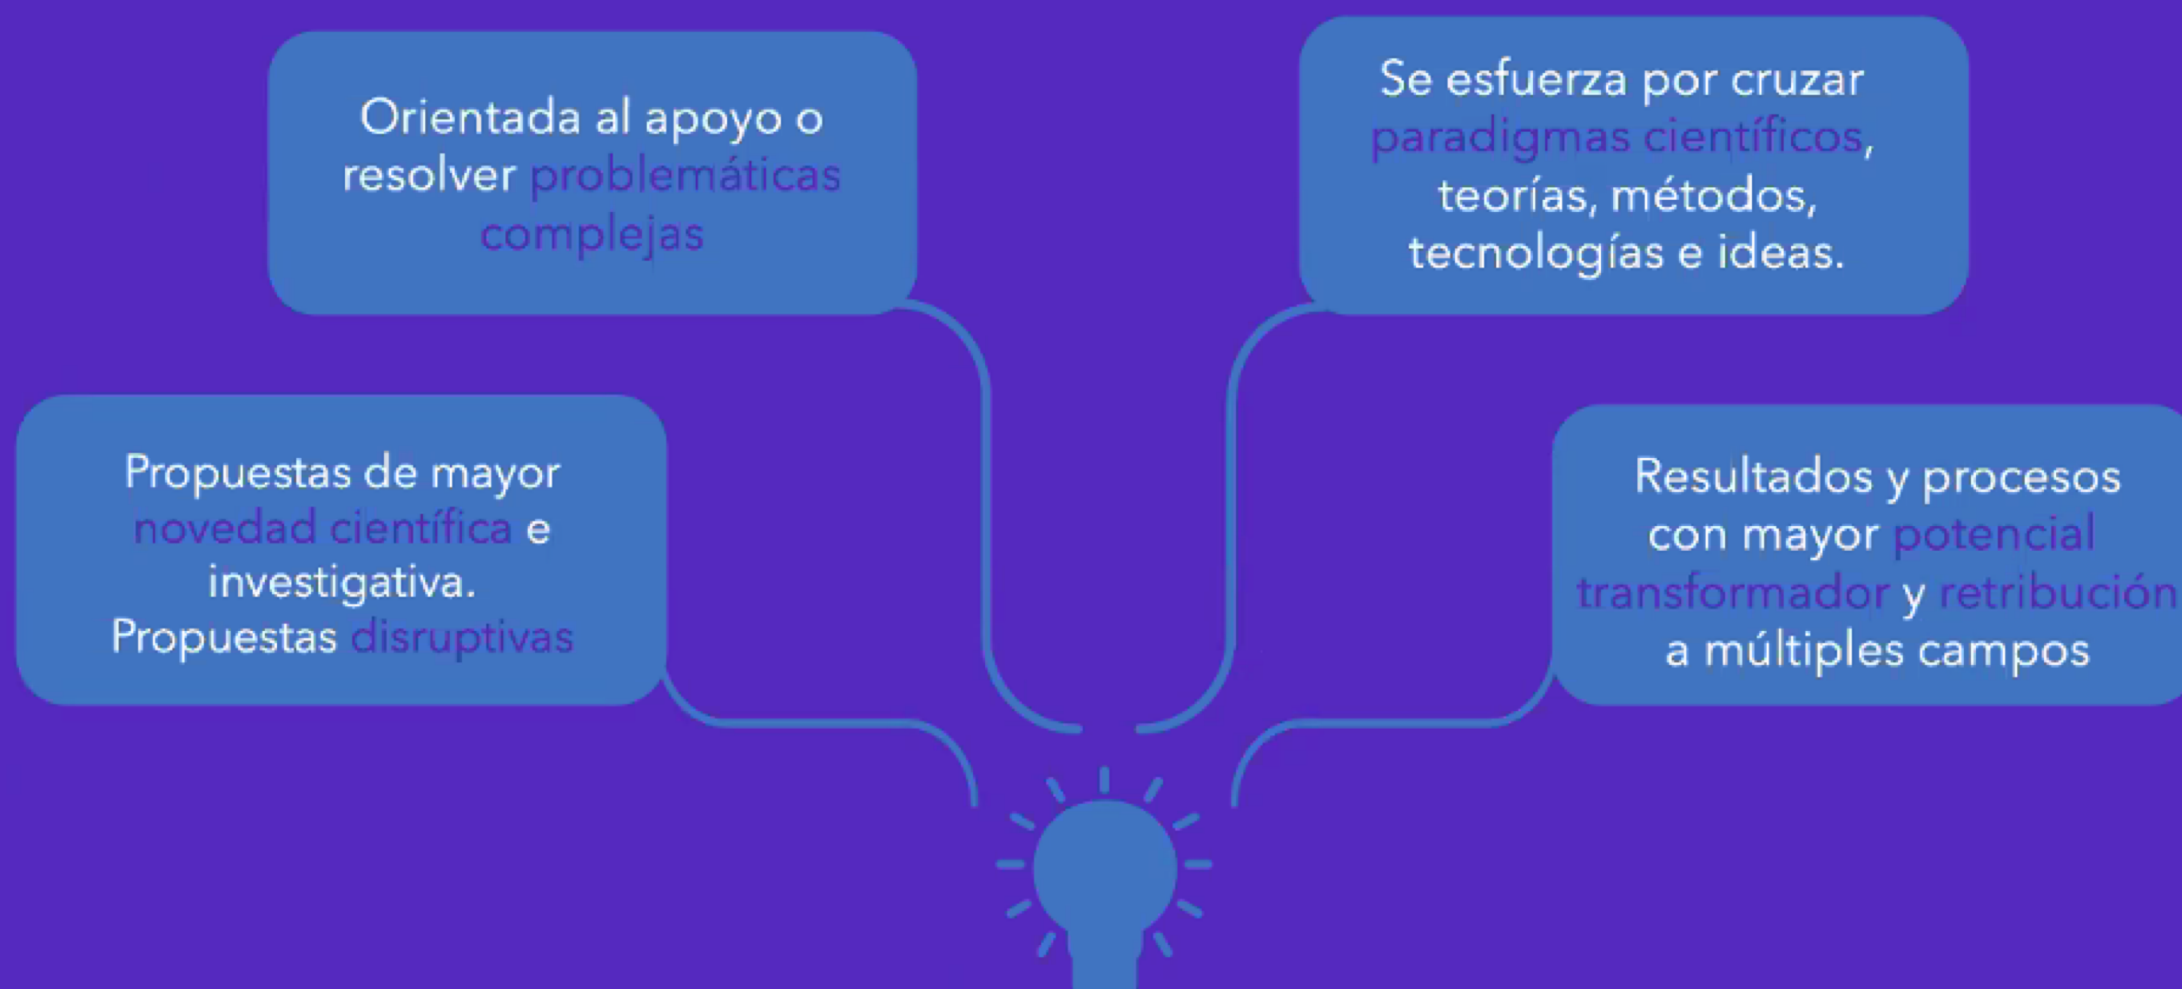 Orientada al apoyo o
resolver problemáticas
complejas
Se esfuerza por cruzar
paradigmas científicos,
teorías, métodos,
tecnologías e ideas.
Propuestas de mayor
novedad científica e
investigativa.
Propuestas disruptivas
Resultados y procesos
con mayor potencial
transformador y retribución
a múltiples campos